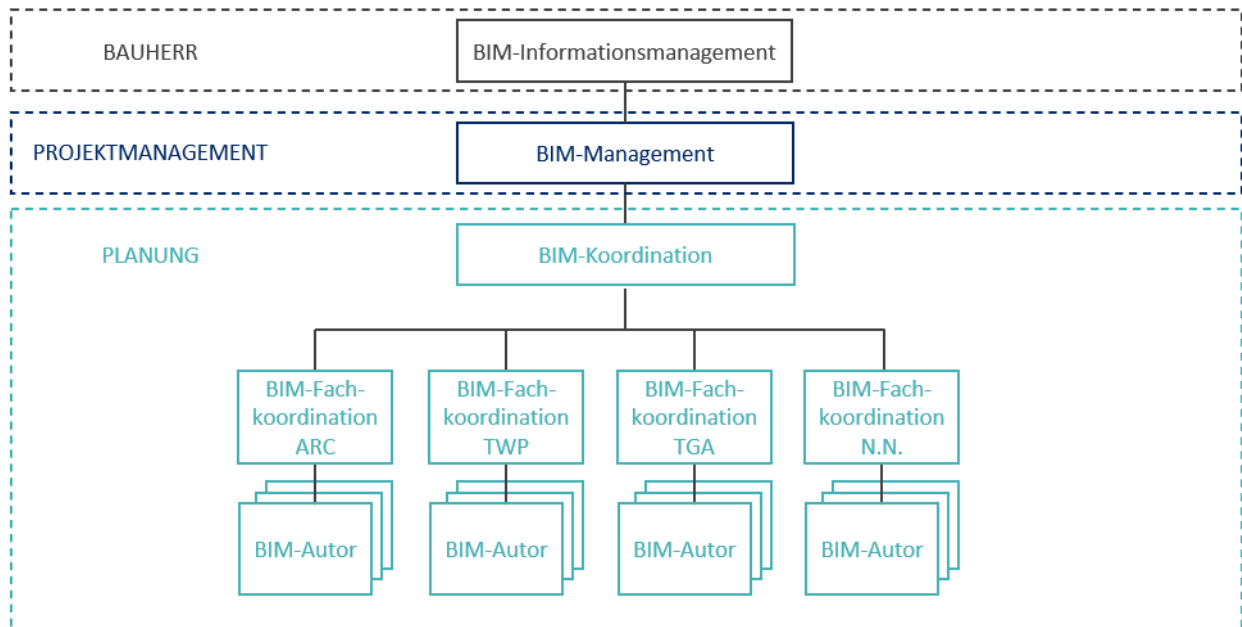 BAUHERR
BIM-Informationsmanagement
PROJEKTMANAGEMENT
BIM-Management
PLANUNG
BIM-Koordination
BIM-Fach-
koordination
ARC
BIM-Fach-
koordination
TWP
BIM-Fach-
koordination
TGA
BIM-Fach-
koordination
N.N.
BIM-Autor
BIM-Autor
BIM-Autor
BIM-Autor